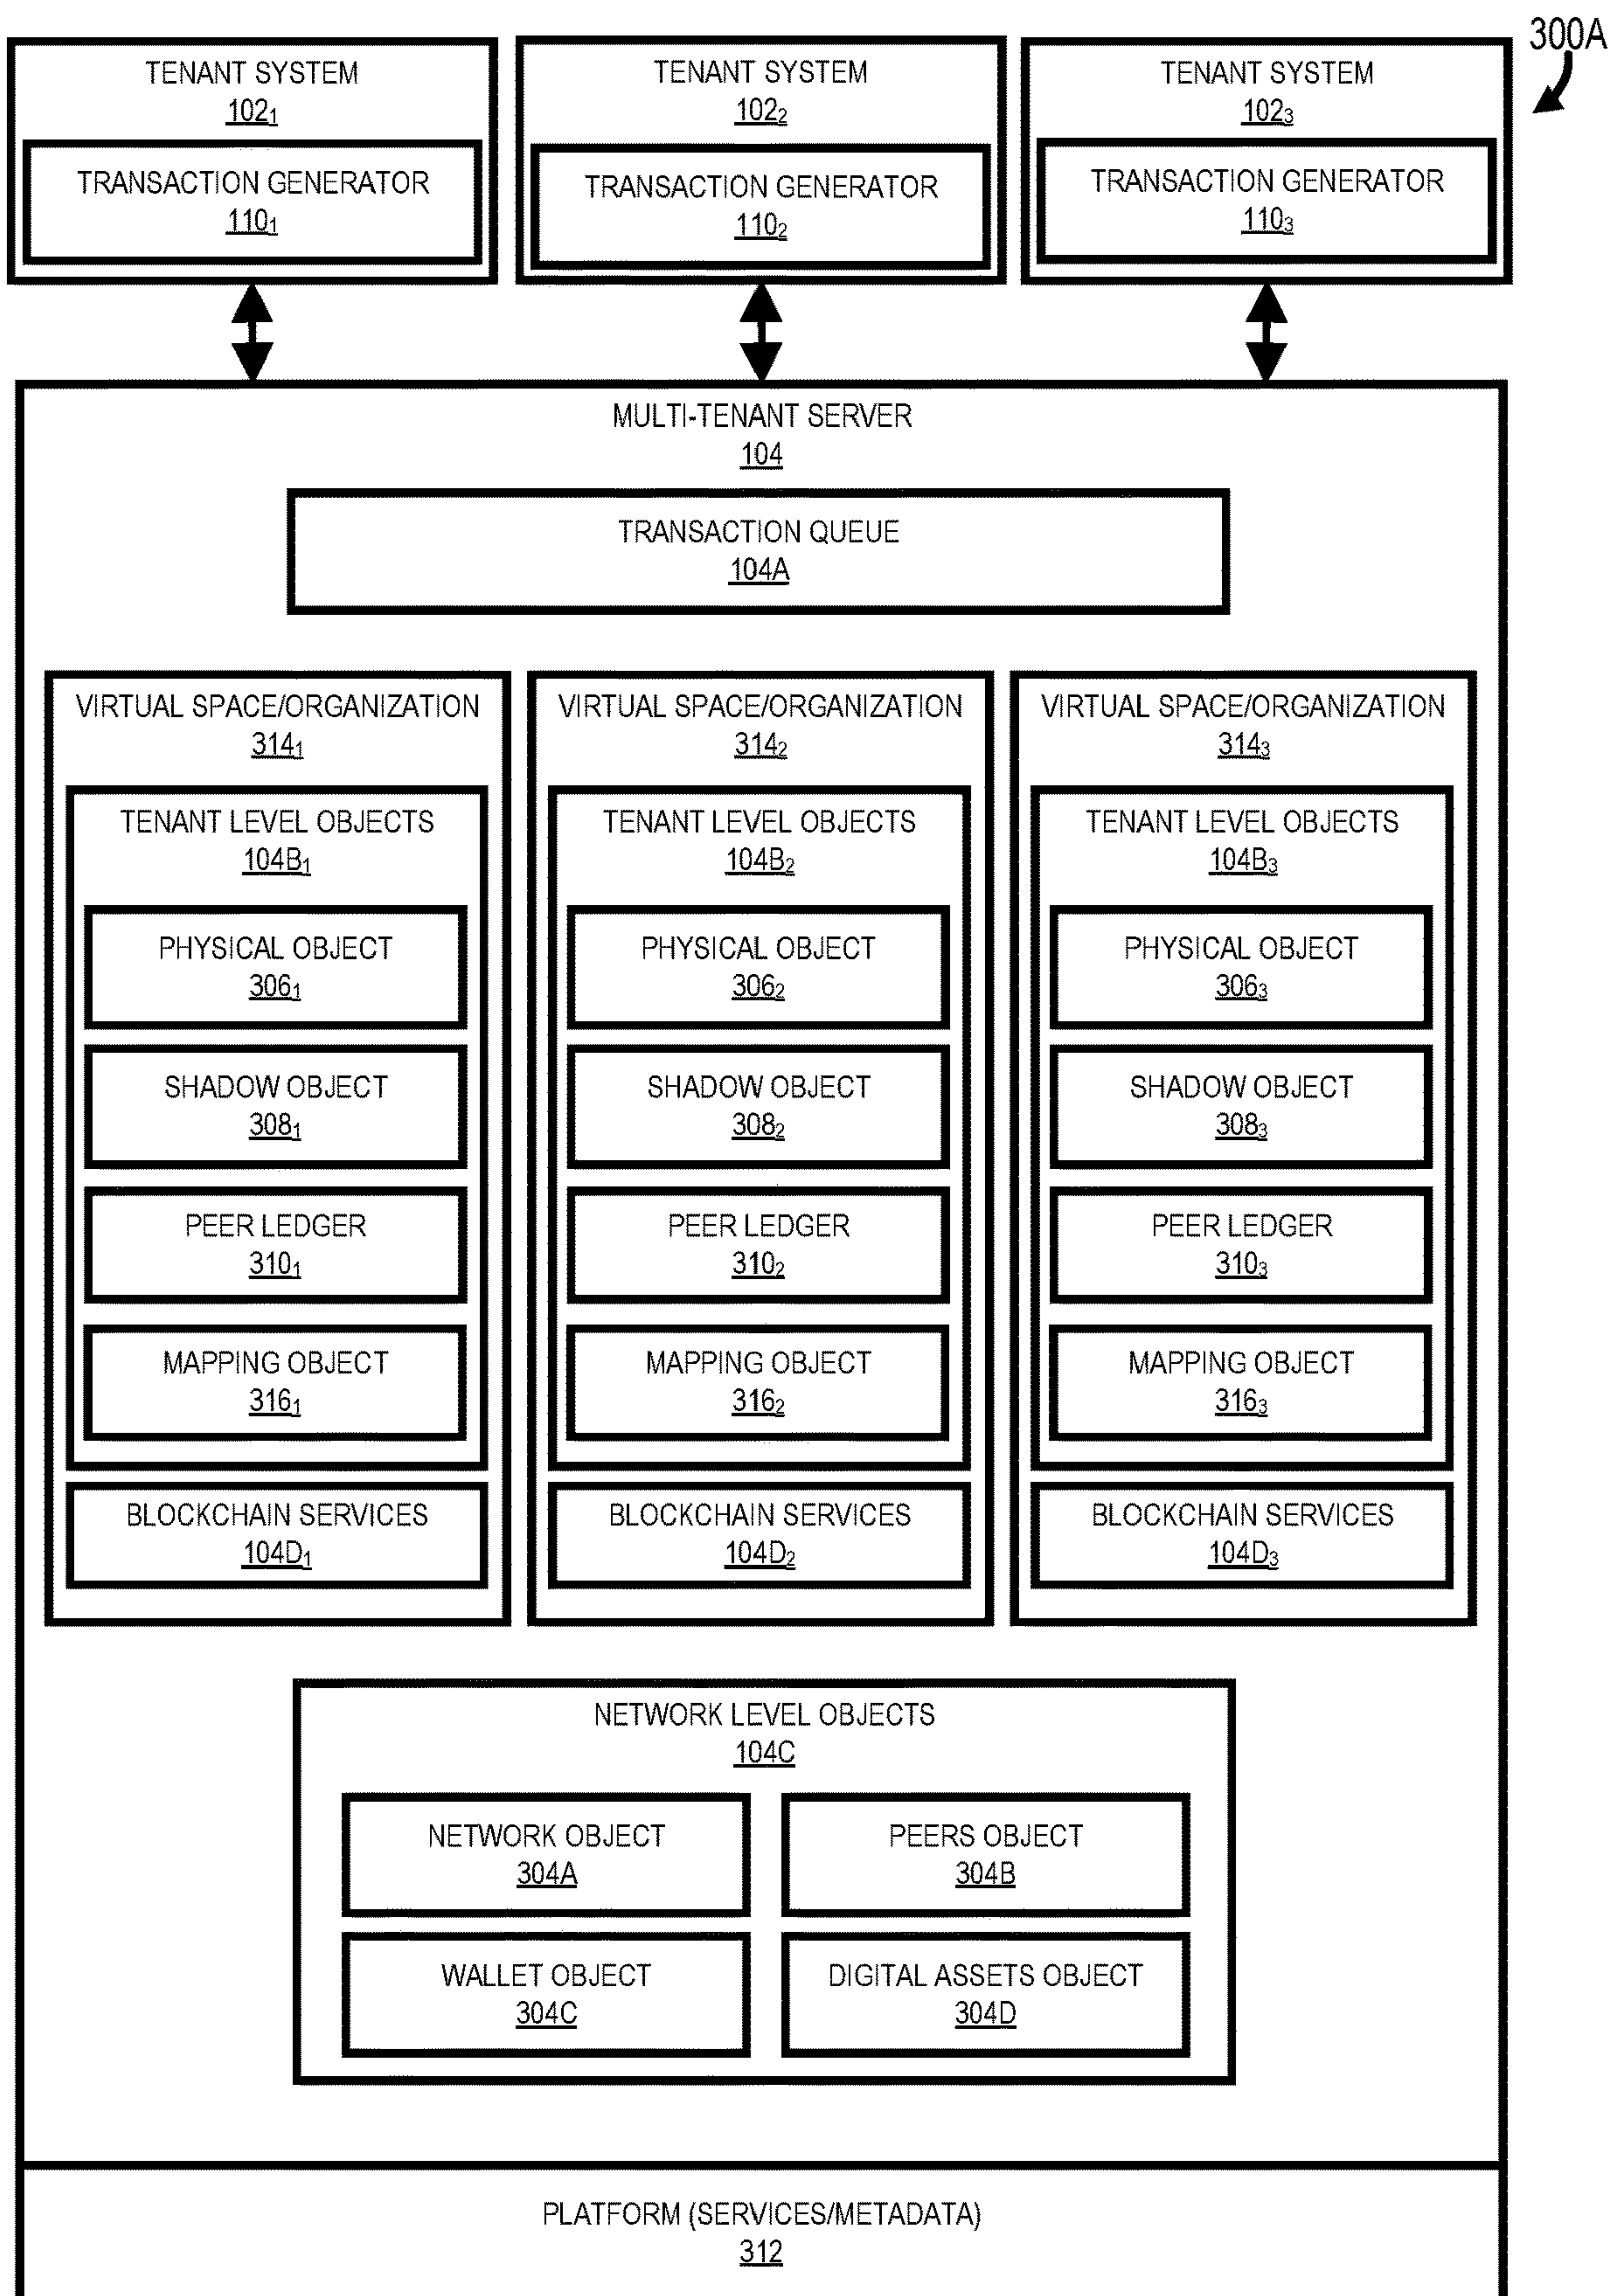 300A
TENANT SYSTEM
102₁
TRANSACTION GENERATOR
110₁
TENANT SYSTEM
102₂
TRANSACTION GENERATOR
110₂
TENANT SYSTEM
102₃
TRANSACTION GENERATOR
110₃
MULTI-TENANT SERVER
104
TRANSACTION QUEUE
104A
VIRTUAL SPACE/ORGANIZATION
314₁
TENANT LEVEL OBJECTS
104B₁
PHYSICAL OBJECT
306₁
SHADOW OBJECT
308₁
PEER LEDGER
310₁
MAPPING OBJECT
316₁
BLOCKCHAIN SERVICES
104D₁
VIRTUAL SPACE/ORGANIZATION
314₂
TENANT LEVEL OBJECTS
104B₂
PHYSICAL OBJECT
306₂
SHADOW OBJECT
308₂
PEER LEDGER
310₂
MAPPING OBJECT
316₂
BLOCKCHAIN SERVICES
104D₂
VIRTUAL SPACE/ORGANIZATION
314₃
TENANT LEVEL OBJECTS
104B₃
PHYSICAL OBJECT
306₃
SHADOW OBJECT
308₃
PEER LEDGER
310₃
MAPPING OBJECT
316₃
BLOCKCHAIN SERVICES
104D₃
NETWORK LEVEL OBJECTS
104C
NETWORK OBJECT
304A
PEERS OBJECT
304B
WALLET OBJECT
304C
DIGITAL ASSETS OBJECT
304D
PLATFORM (SERVICES/METADATA)
312